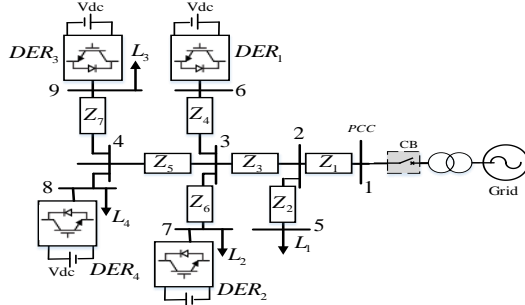 Vdc
Vdc
DER3
L3
DER1
9
6
Z7
Z4
4
3
2
PCC
CB
Z5
Z3
Z1
1
Grid
8
Z6
Z2
L4
7
5
L2
L1
Vdc
DER4
DER2